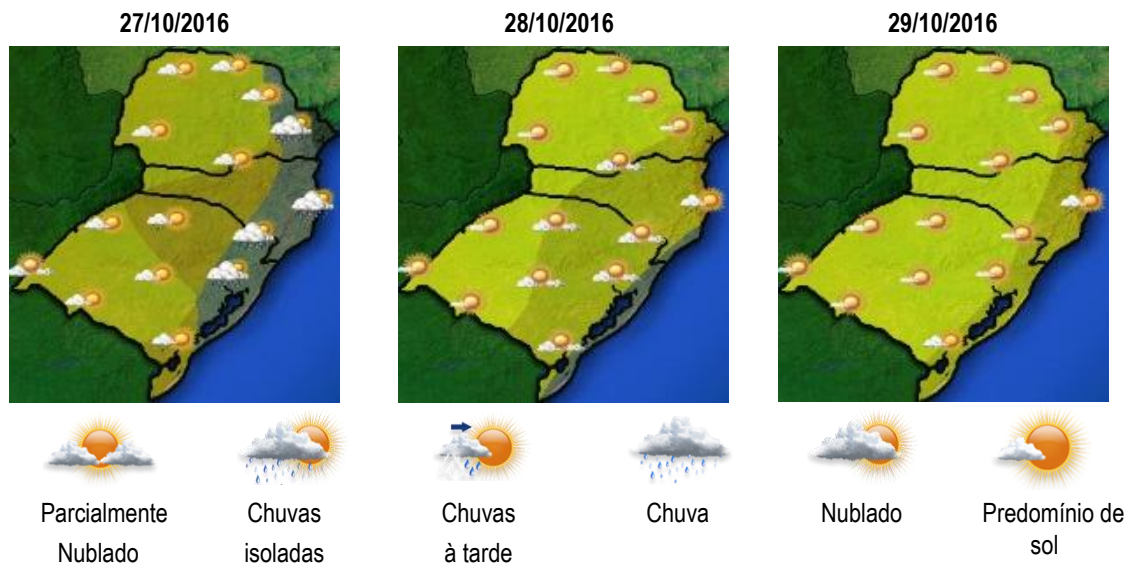 27/10/2016
28/10/2016
29/10/2016
Parcialmente
Nublado
Chuvas
isoladas
Chuvas
à tarde
Chuva
Nublado
Predomínio de
sol